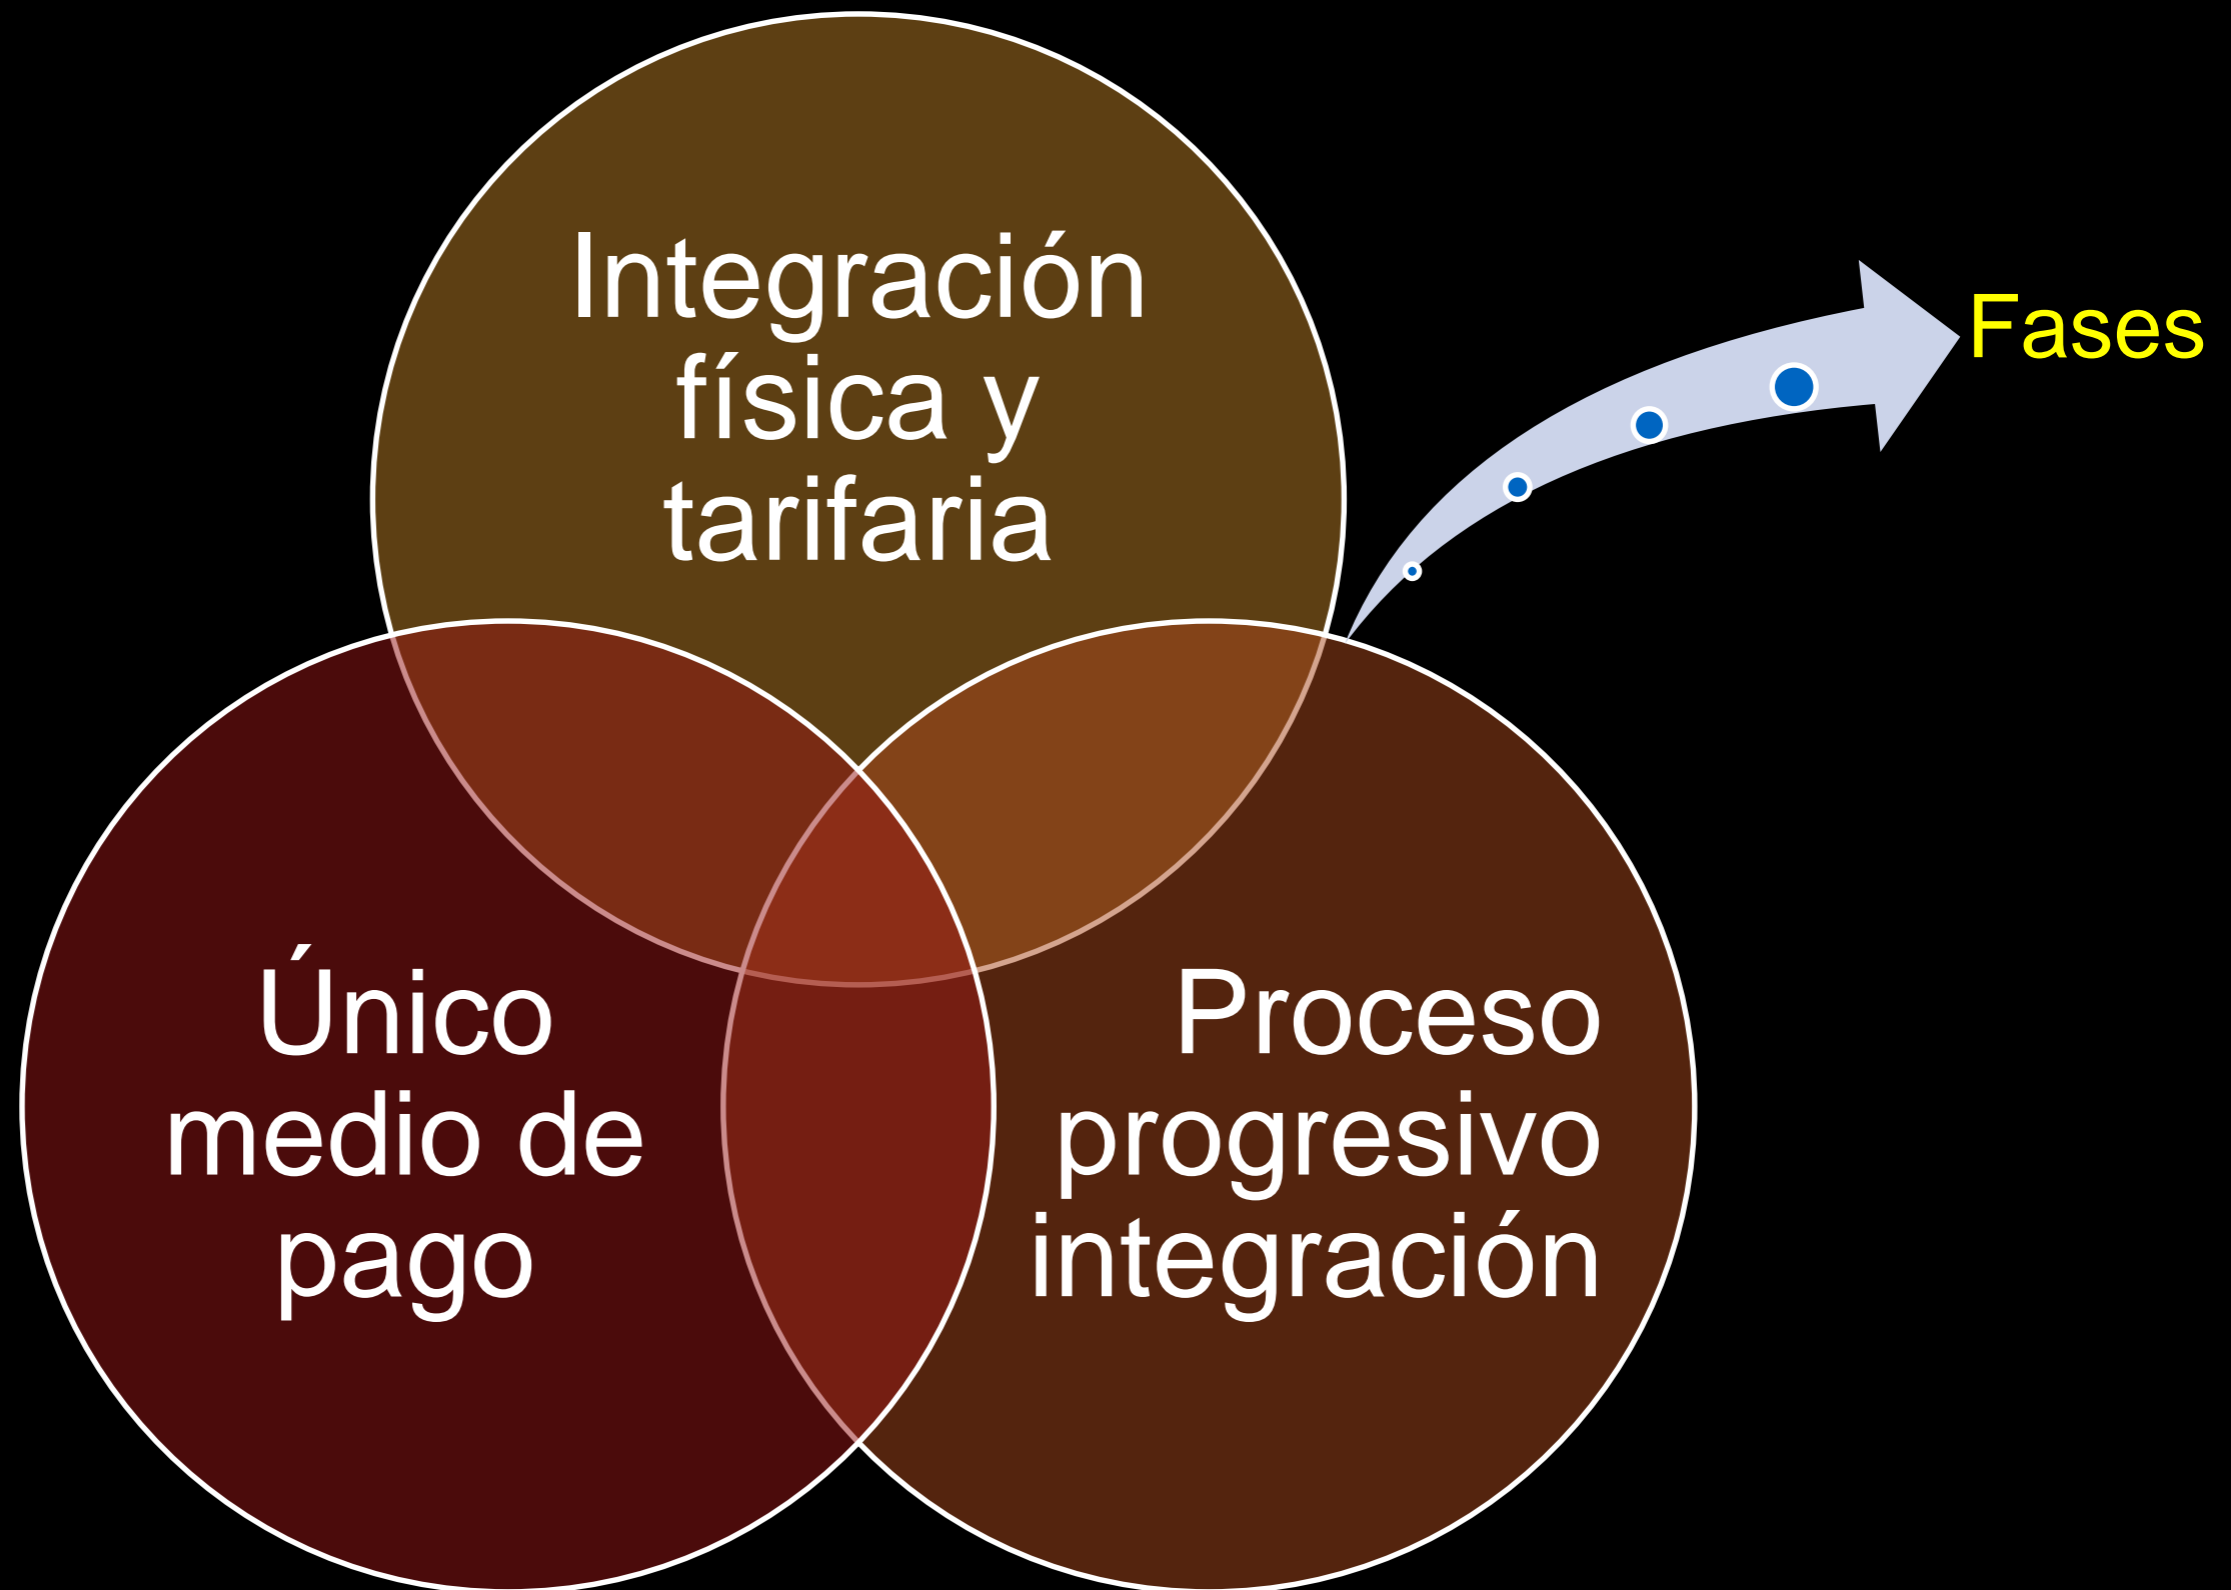 Integración
física y
tarifaria
Fases
Único
medio de
pago
Proceso
progresivo
integración